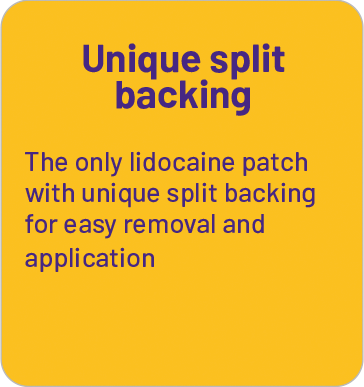 Unique split
backing
The only lidocaine patch
with unique split backing
for easy removal and
application